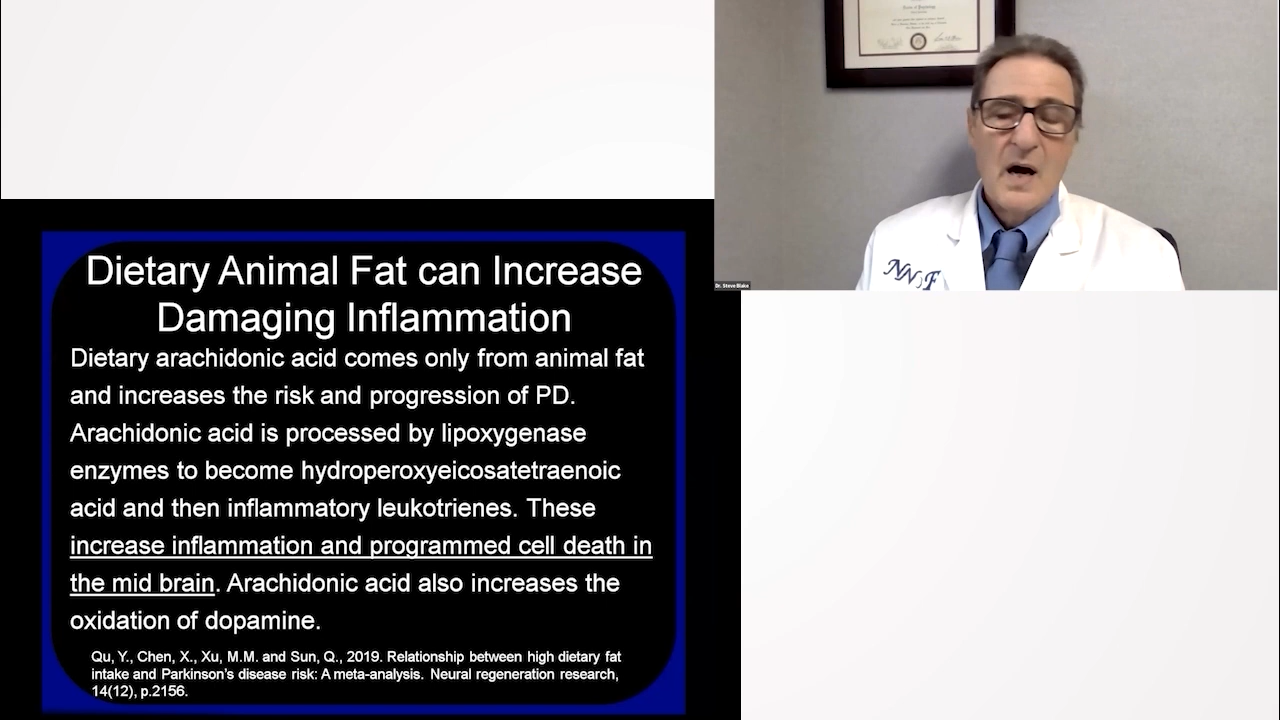 Dietary Animal Fat can Increase
Damaging Inflammation
Dietary arachidonic acid comes only from animal fat
and increases the risk and progression of PD.
Arachidonic acid is processed by lipoxygenase
enzymes to become hydroperoxyeicosatetraenoic
acid and then inflammatory leukotrienes. These
increase inflammation and programmed cell death in
the mid brain. Arachidonic acid also increases the
oxidation of dopamine.
Qu, Y., Chen, X., Xu, M.M. and Sun, Q., 2019. Relationship between high dietary fat
intake and Parkinson's disease risk: A meta-analysis. Neural regeneration research,
14(12), p.2156.
Dr. Steve Blake